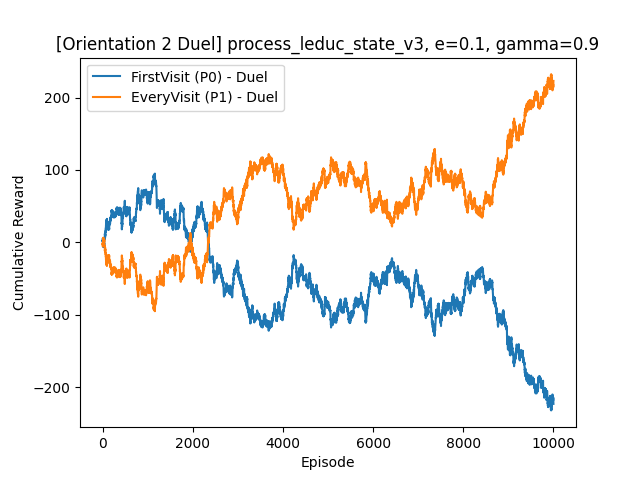 [Orientation 2 Duel] process_leduc_state_v3, e=0.1, gamma=0.9
FirstVisit (P0) - Duel
EveryVisit (P1) - Duel
Cumulative Reward
200
100
0
−100
−200
0 2000 4000 6000 8000 10000
Episode